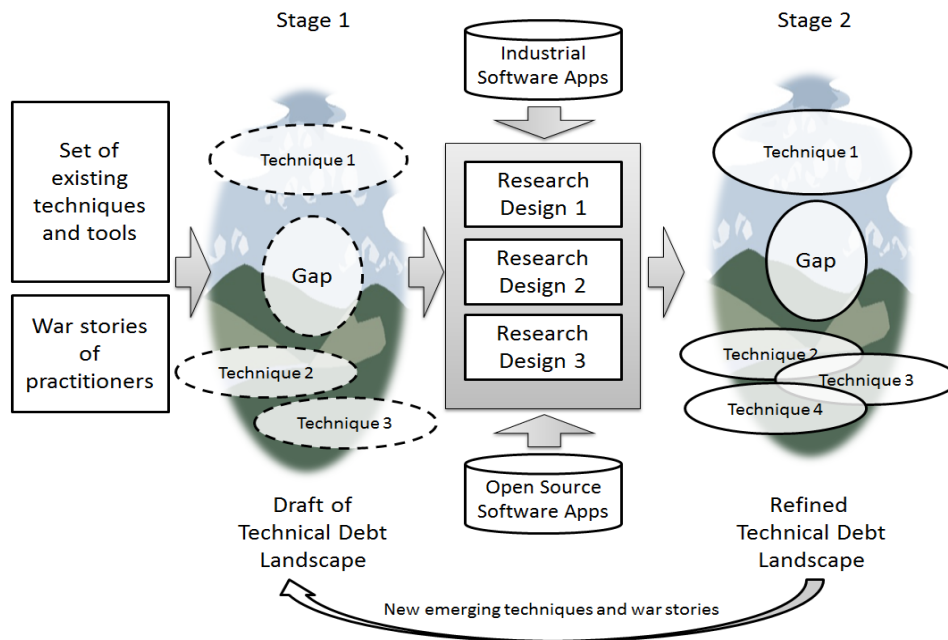 Stage 1
Stage 2
Industrial
Software Apps
Set of
existing
techniques
and tools
War stories
of
practitioners
Technique 1
Gap
Technique 2
Technique 3
Research
Design 1
Research
Design 2
Research
Design 3
Open Source
Software Apps
Technique 1
Gap
Technique 2
Technique 3
Technique 4
Draft of
Technical Debt
Landscape
Refined
Technical Debt
Landscape
New emerging techniques and war stories